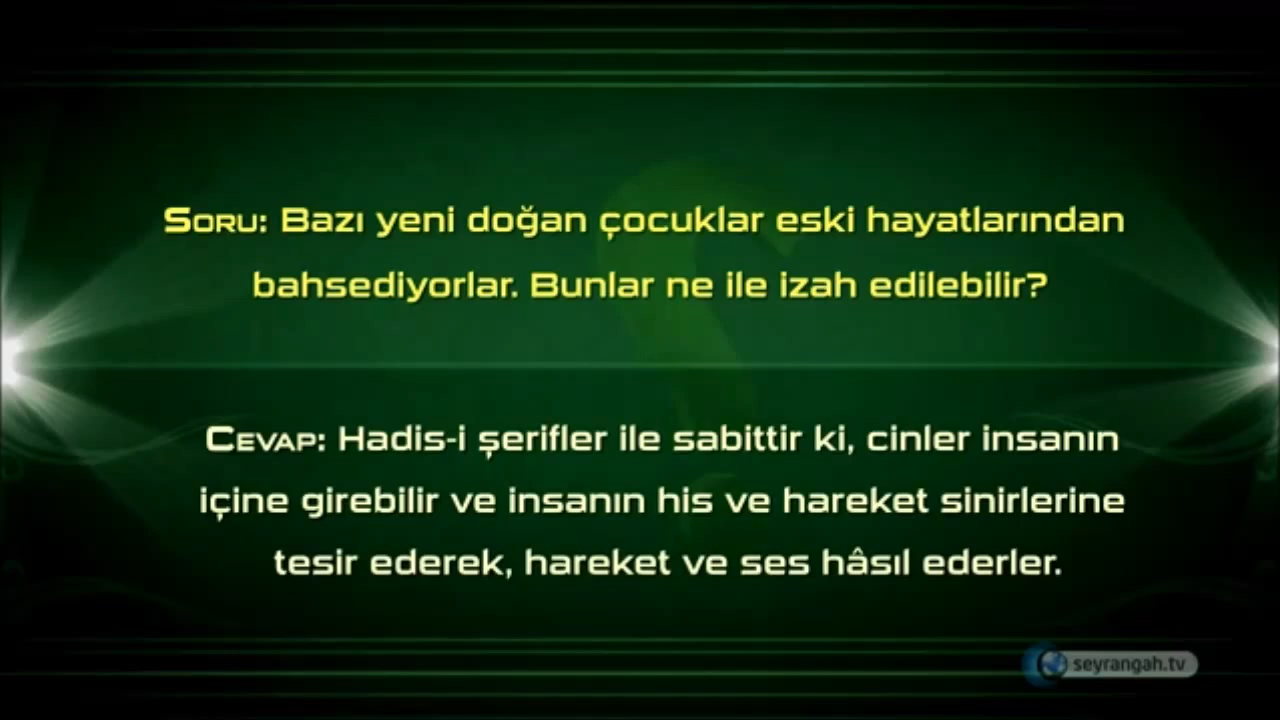 Soru: Bazı yeni doğan çocuklar eski hayatlarından
bahsediyorlar. Bunlar ne ile izah edilebilir?
Cevap: Hadis-i şerifler ile sabittir ki, cinler insanın
içine girebilir ve insanın his ve hareket sinirlerine
tesir ederek, hareket ve ses hâsıl ederler.
seyrangah.tv